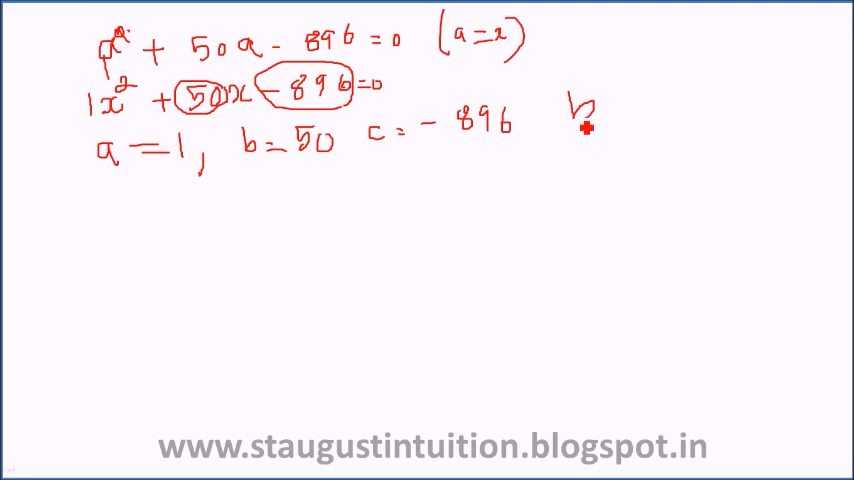 a² + 50a - 896 = 0 (a = x)
1x² + 50x - 896 = 0
a = 1, b = 50 c = - 896 b
www.staugustintuition.blogspot.in